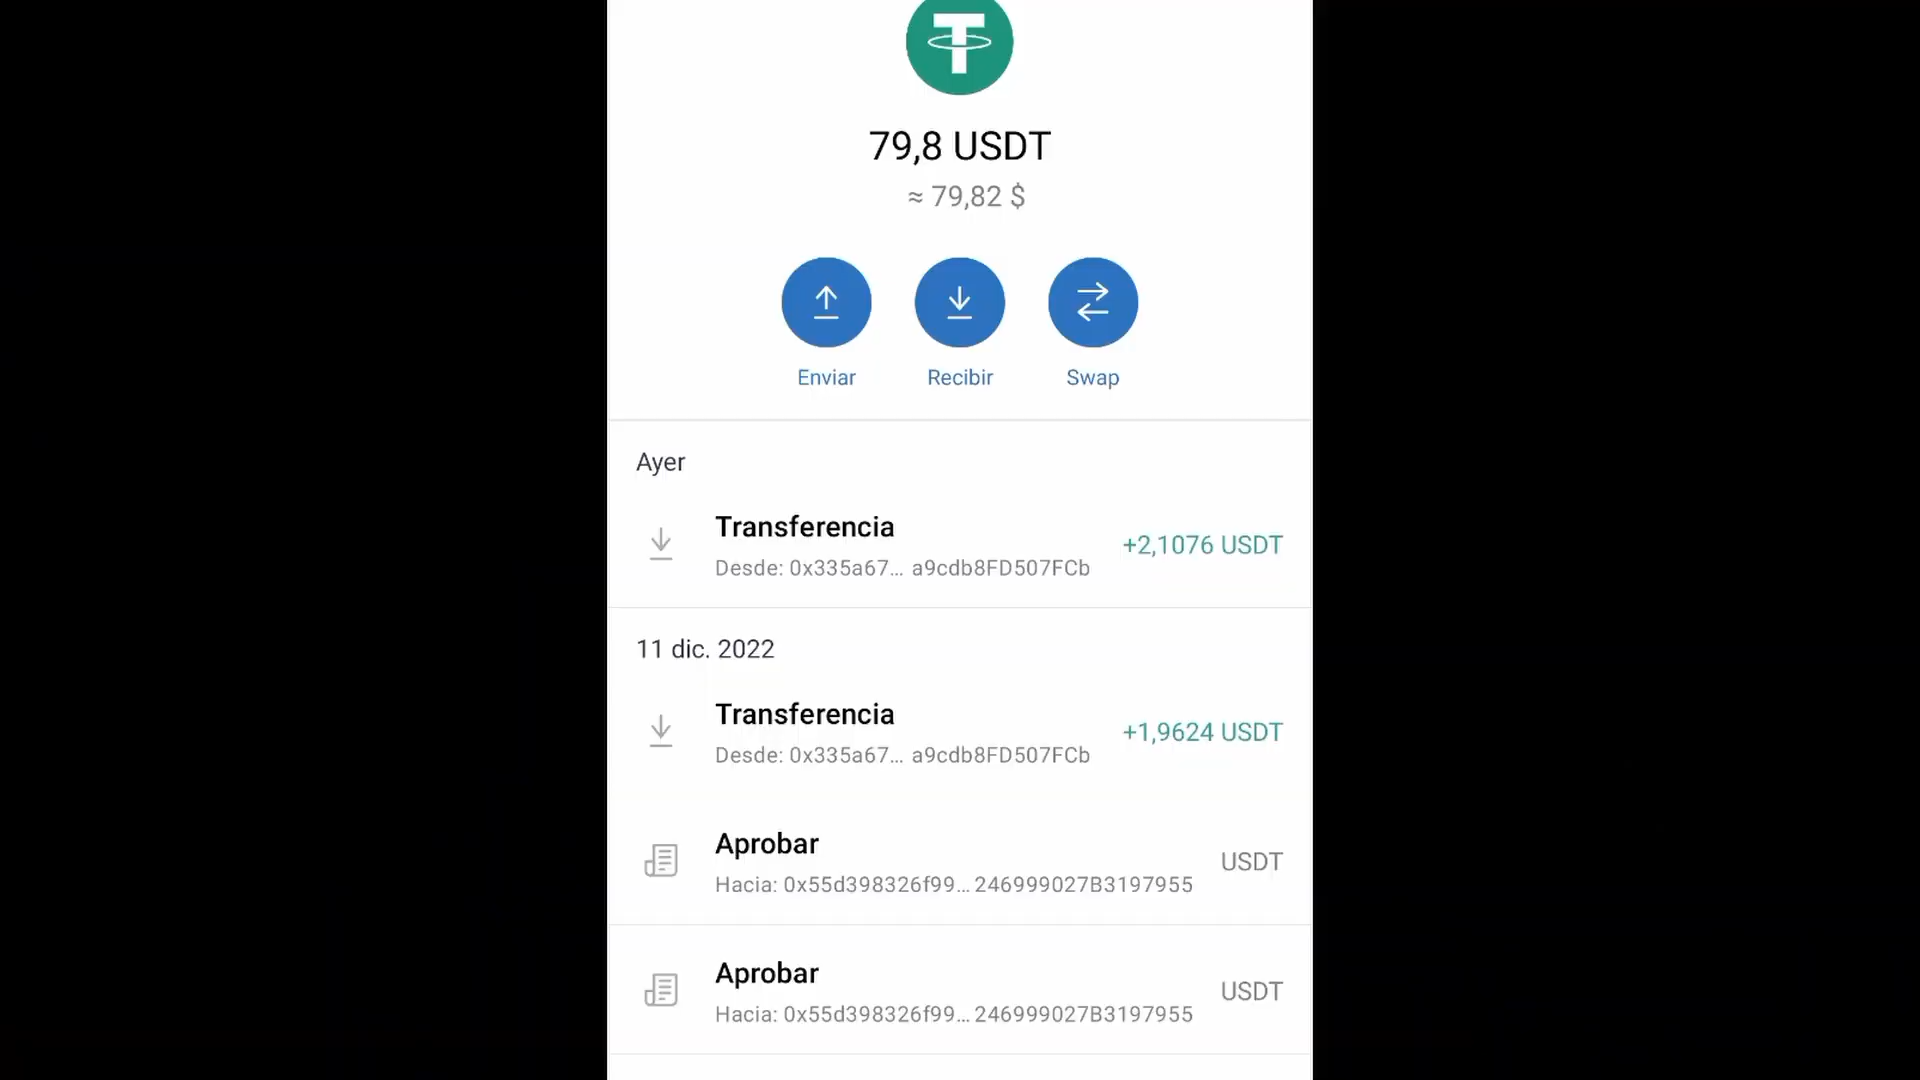 79,8 USDT
≈ 79,82 $
Enviar
Recibir
Swap
Ayer
Transferencia
+2,1076 USDT
Desde: 0x335a67... a9cdb8FD507FCb
11 dic. 2022
Transferencia
+1,9624 USDT
Desde: 0x335a67... a9cdb8FD507FCb
Aprobar
USDT
Hacia: 0x55d398326f99... 246999027B3197955
Aprobar
USDT
Hacia: 0x55d398326f99... 246999027B3197955